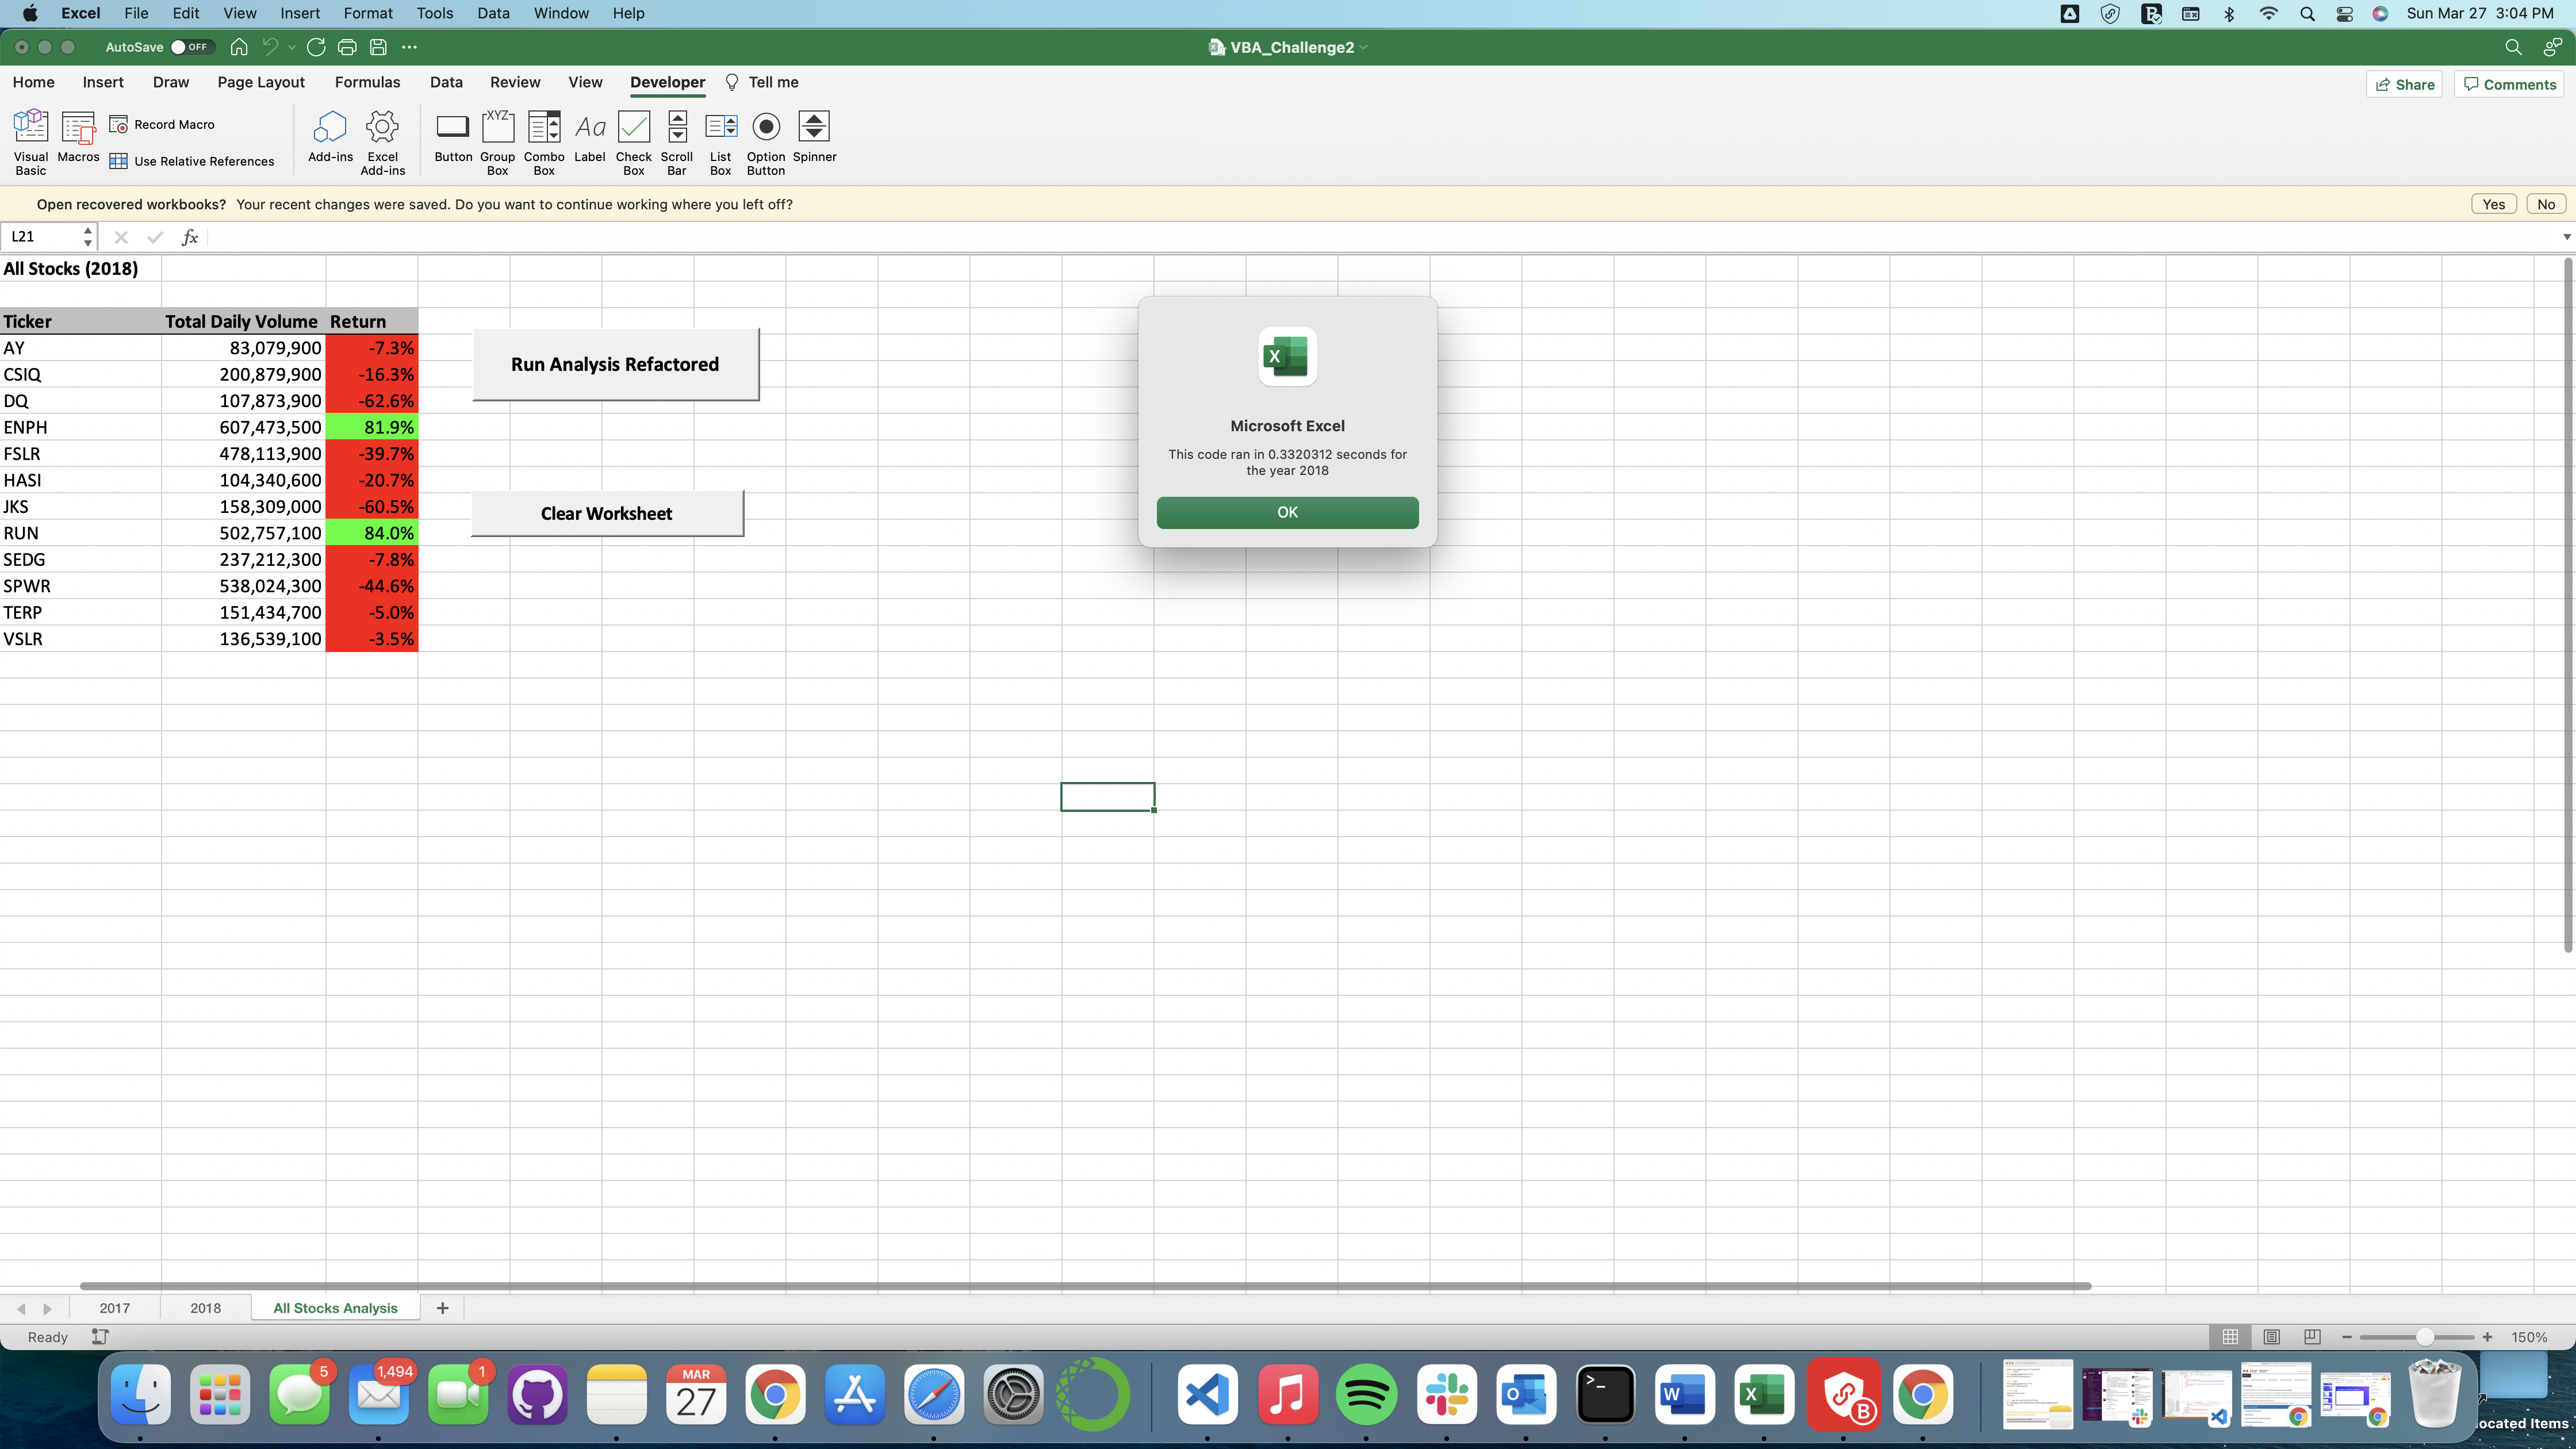 Excel File Edit View Insert Format Tools Data Window Help Sun Mar 27 3:04 PM
AutoSave OFF VBA_Challenge2
Home Insert Draw Page Layout Formulas Data Review View Developer Tell me Share Comments
Visual Basic
Macros
Record Macro
Use Relative References
Add-ins
Excel Add-ins
XYZ
Aa
Button
Group Box
Combo Box
Label
Check Box
Scroll Bar
List Box
Option Button
Spinner
Open recovered workbooks? Your recent changes were saved. Do you want to continue working where you left off? Yes No
L21 fx
All Stocks (2018)
Ticker Total Daily Volume Return
AY 83,079,900 -7.3%
CSIQ 200,879,900 -16.3%
DQ 107,873,900 -62.6%
ENPH 607,473,500 81.9%
FSLR 478,113,900 -39.7%
HASI 104,340,600 -20.7%
JKS 158,309,000 -60.5%
RUN 502,757,100 84.0%
SEDG 237,212,300 -7.8%
SPWR 538,024,300 -44.6%
TERP 151,434,700 -5.0%
VSLR 136,539,100 -3.5%
Run Analysis Refactored
Clear Worksheet
X
Microsoft Excel
This code ran in 0.3320312 seconds for
the year 2018
OK
2017 2018 All Stocks Analysis +
Ready 150%
5 1,494 1 MAR
27
O >_ W X B
ocated Items